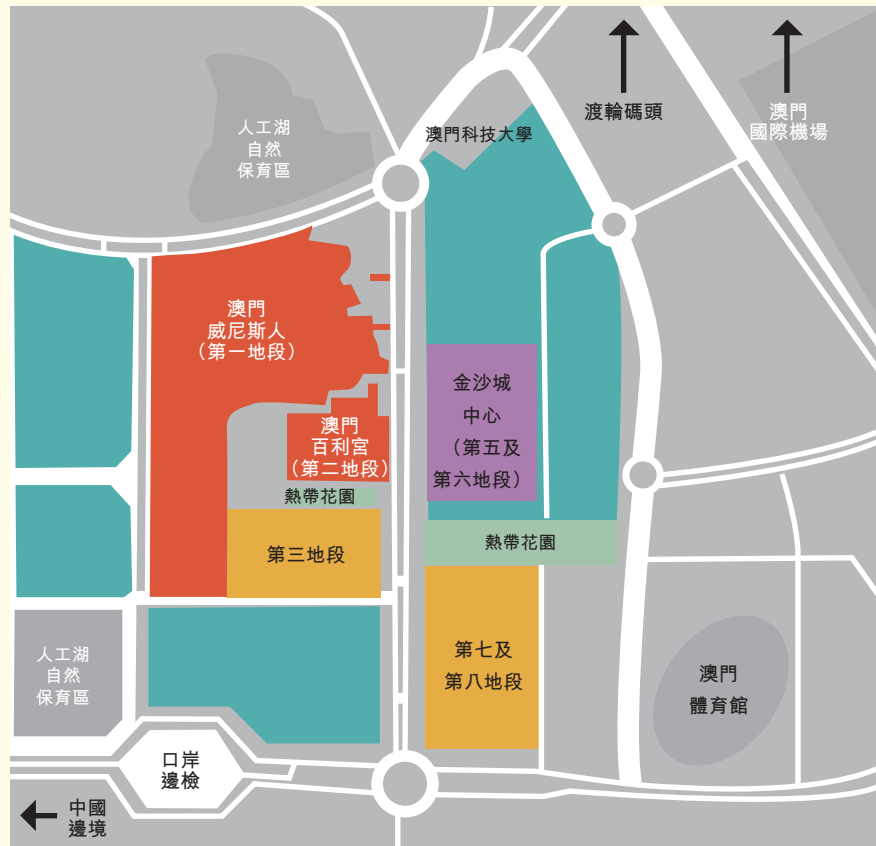 渡輪碼頭
澳門
國際機場
人工湖
自然
保育區
澳門科技大學
澳門
威尼斯人
（第一地段）
金沙城
中心
（第五及
第六地段）
澳門
百利宮
（第二地段）
熱帶花園
第三地段
熱帶花園
人工湖
自然
保育區
第七及
第八地段
澳門
體育館
口岸
邊檢
中國
邊境